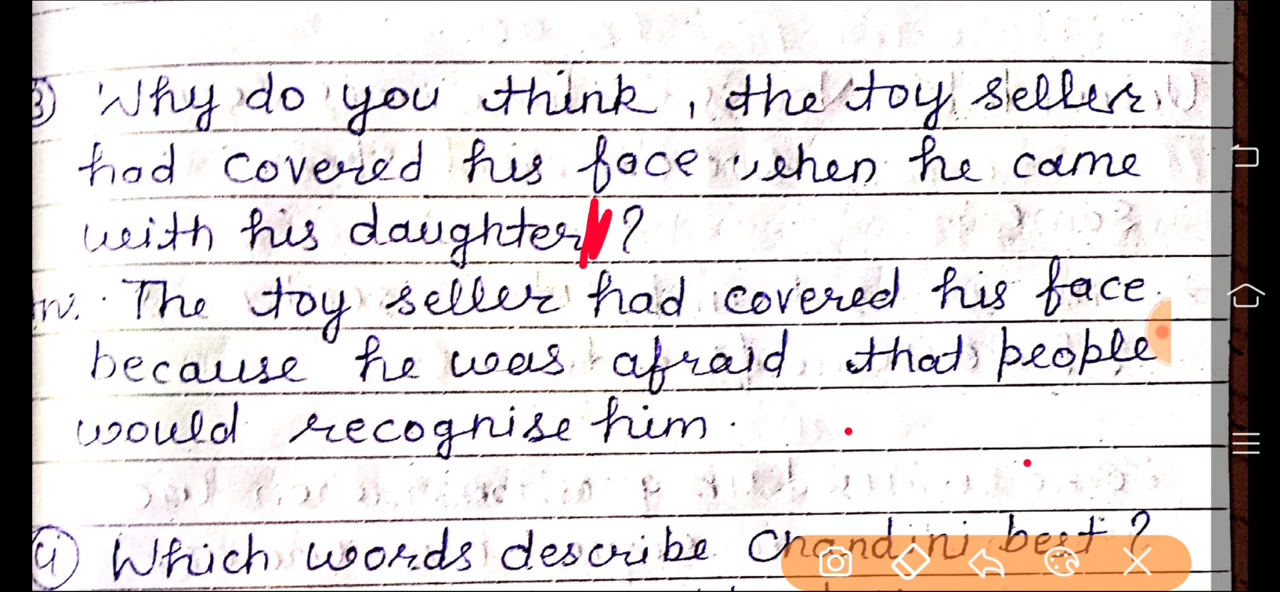 3) Why do you think, the toy seller
had covered his face when he came
with his daughter?
The toy seller had covered his face
because he was afraid that people
would recognise him.
4) Which words describe Chandini best?